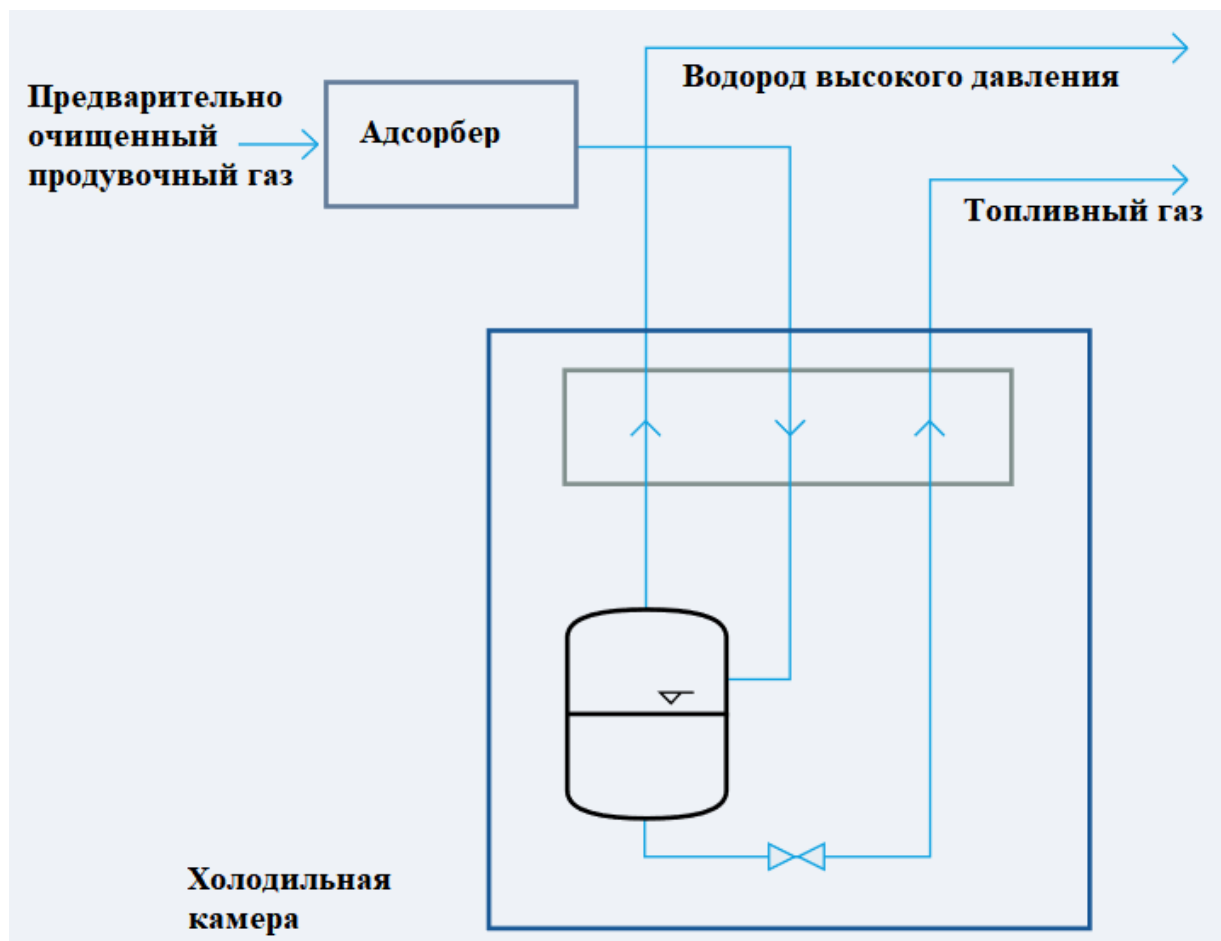 Водород высокого давления
Предварительно
очищенный
продувочный газ
Адсорбер
Топливный газ
Холодильная
камера